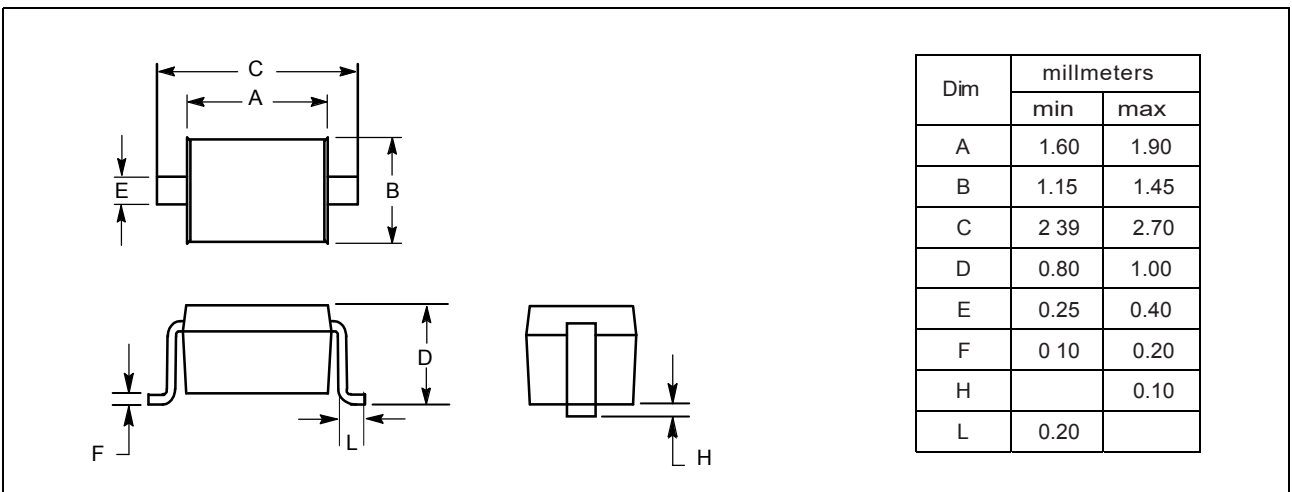 C
A
E
B
D
F
L
H
Dim millmeters
min max
A 1.60 1.90
B 1.15 1.45
C 2 39 2.70
D 0.80 1.00
E 0.25 0.40
F 0 10 0.20
H 0.10
L 0.20